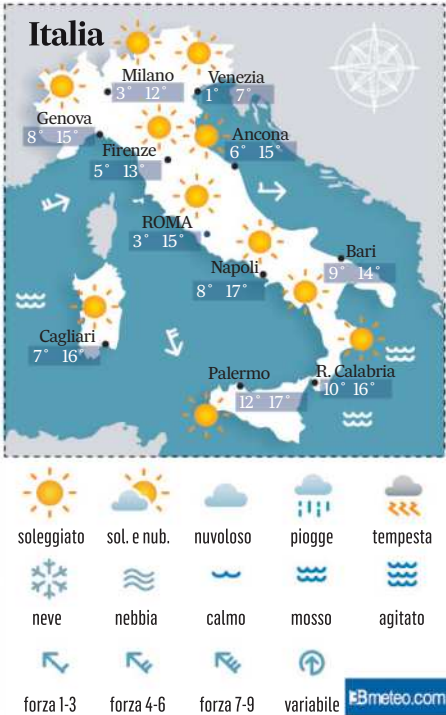 Italia
Milano
3° 12°
Venezia
1° 7°
Genova
8° 15°
Firenze
5° 13°
Ancona
6° 15°
ROMA
3° 15°
Napoli
8° 17°
Bari
9° 14°
Cagliari
7° 16°
Palermo
12° 17°
R. Calabria
10° 16°
soleggiato sol. e nub. nuvoloso piogge tempesta
neve nebbia calmo mosso agitato
forza 1-3 forza 4-6 forza 7-9 variabile
3Bmeteo.com